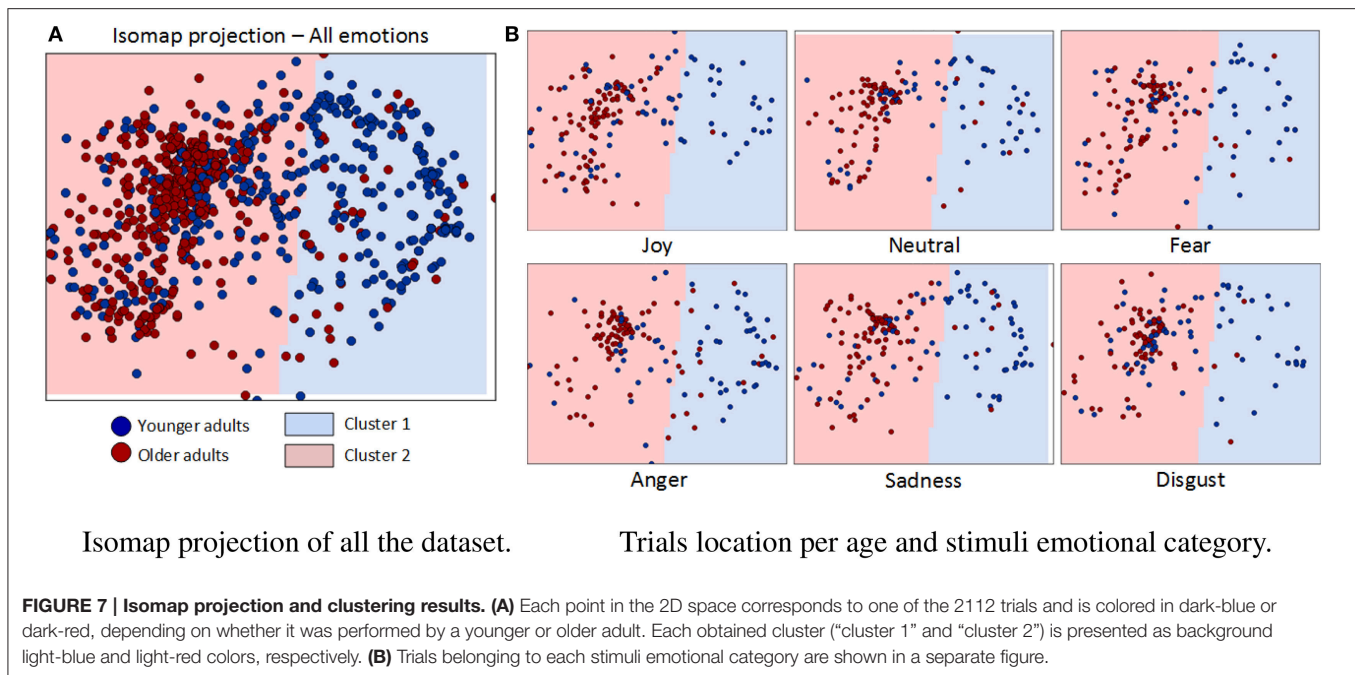 A
Isomap projection – All emotions
Younger adults
Older adults
Cluster 1
Cluster 2
B
Joy
Neutral
Fear
Anger
Sadness
Disgust
Isomap projection of all the dataset.
Trials location per age and stimuli emotional category.
FIGURE 7 | Isomap projection and clustering results. (A) Each point in the 2D space corresponds to one of the 2112 trials and is colored in dark-blue or
dark-red, depending on whether it was performed by a younger or older adult. Each obtained cluster (“cluster 1” and “cluster 2”) is presented as background
light-blue and light-red colors, respectively. (B) Trials belonging to each stimuli emotional category are shown in a separate figure.